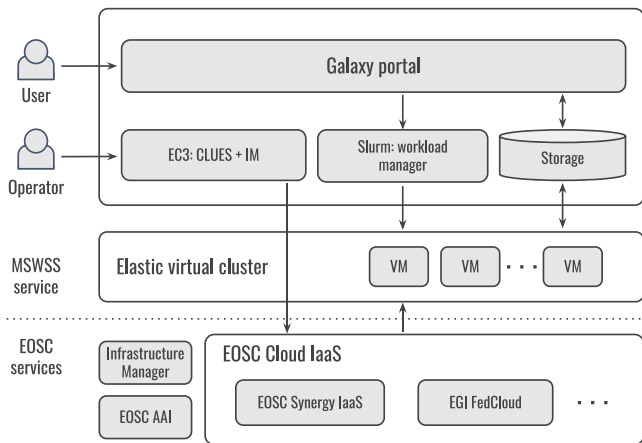 Galaxy portal
User
EC3: CLUES + IM
Slurm: workload
manager
Storage
Operator
MSWSS
service
Elastic virtual cluster
VM
VM
VM
EOSC
services
Infrastructure
Manager
EOSC AAI
EOSC Cloud IaaS
EOSC Synergy IaaS
EGI FedCloud